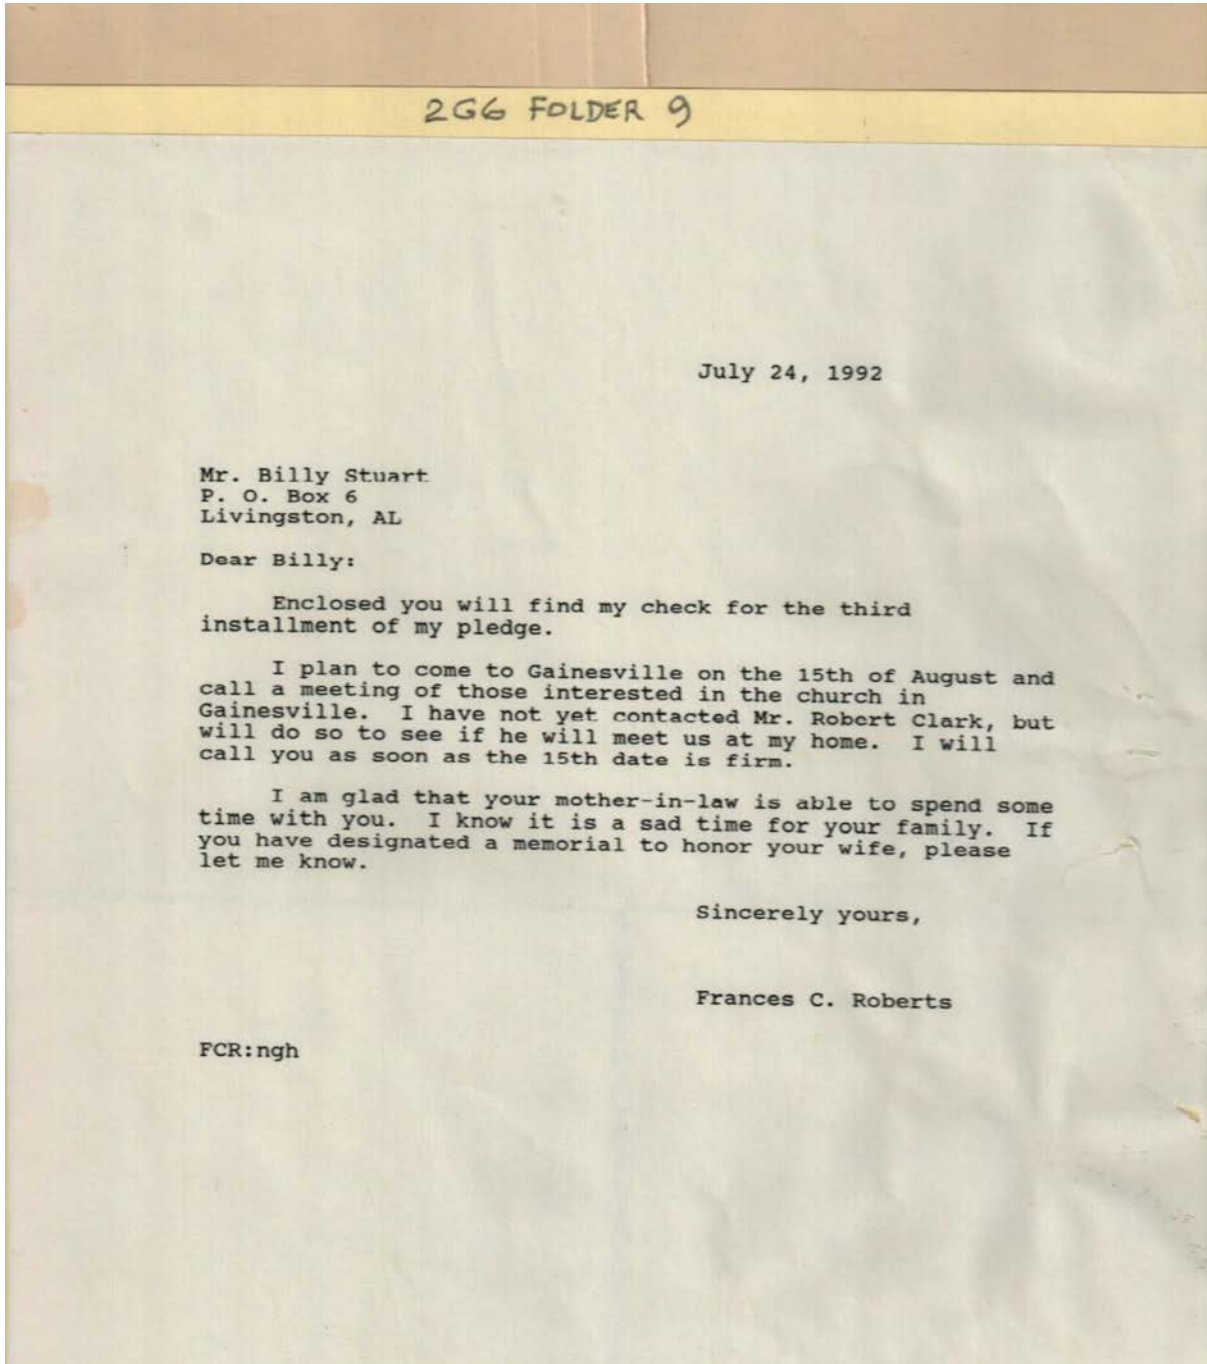 2G6 FOLDER 9
July 24, 1992
Mr. Billy Stuart
P. O. Box 6
Livingston, AL
Dear Billy:
Enclosed you will find my check for the third
installment of my pledge.
I plan to come to Gainesville on the 15th of August and
call a meeting of those interested in the church in
Gainesville. I have not yet contacted Mr. Robert Clark, but
will do so to see if he will meet us at my home. I will
call you as soon as the 15th date is firm.
I am glad that your mother-in-law is able to spend some
time with you. I know it is a sad time for your family. If
you have designated a memorial to honor your wife, please
let me know.
Sincerely yours,
Frances C. Roberts
FCR:ngh